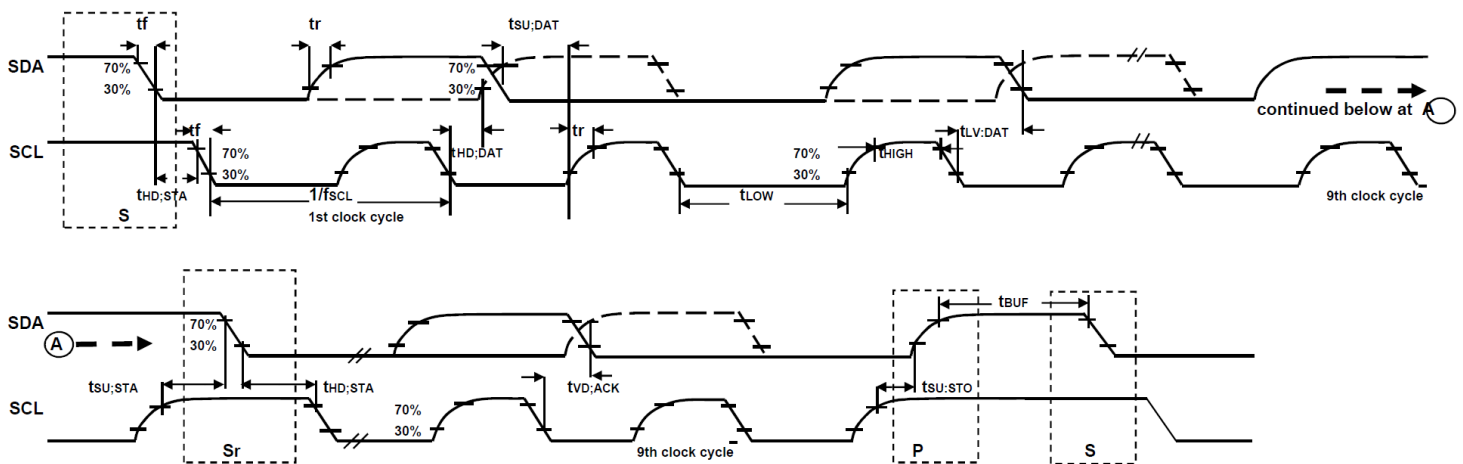 tf tr tSU;DAT
SDA 70% 70%
30% 30%
continued below at A
tf tHD;DAT tr tLV:DAT
SCL 70% 70% tHIGH
30% 30%
tHD;STA 1/fSCL tLOW
S 1st clock cycle 9th clock cycle
tBUF
SDA 70%
A 30%
tSU;STA tHD;STA tVD;ACK tSU:STO
SCL 70%
30%
Sr 9th clock cycle P S